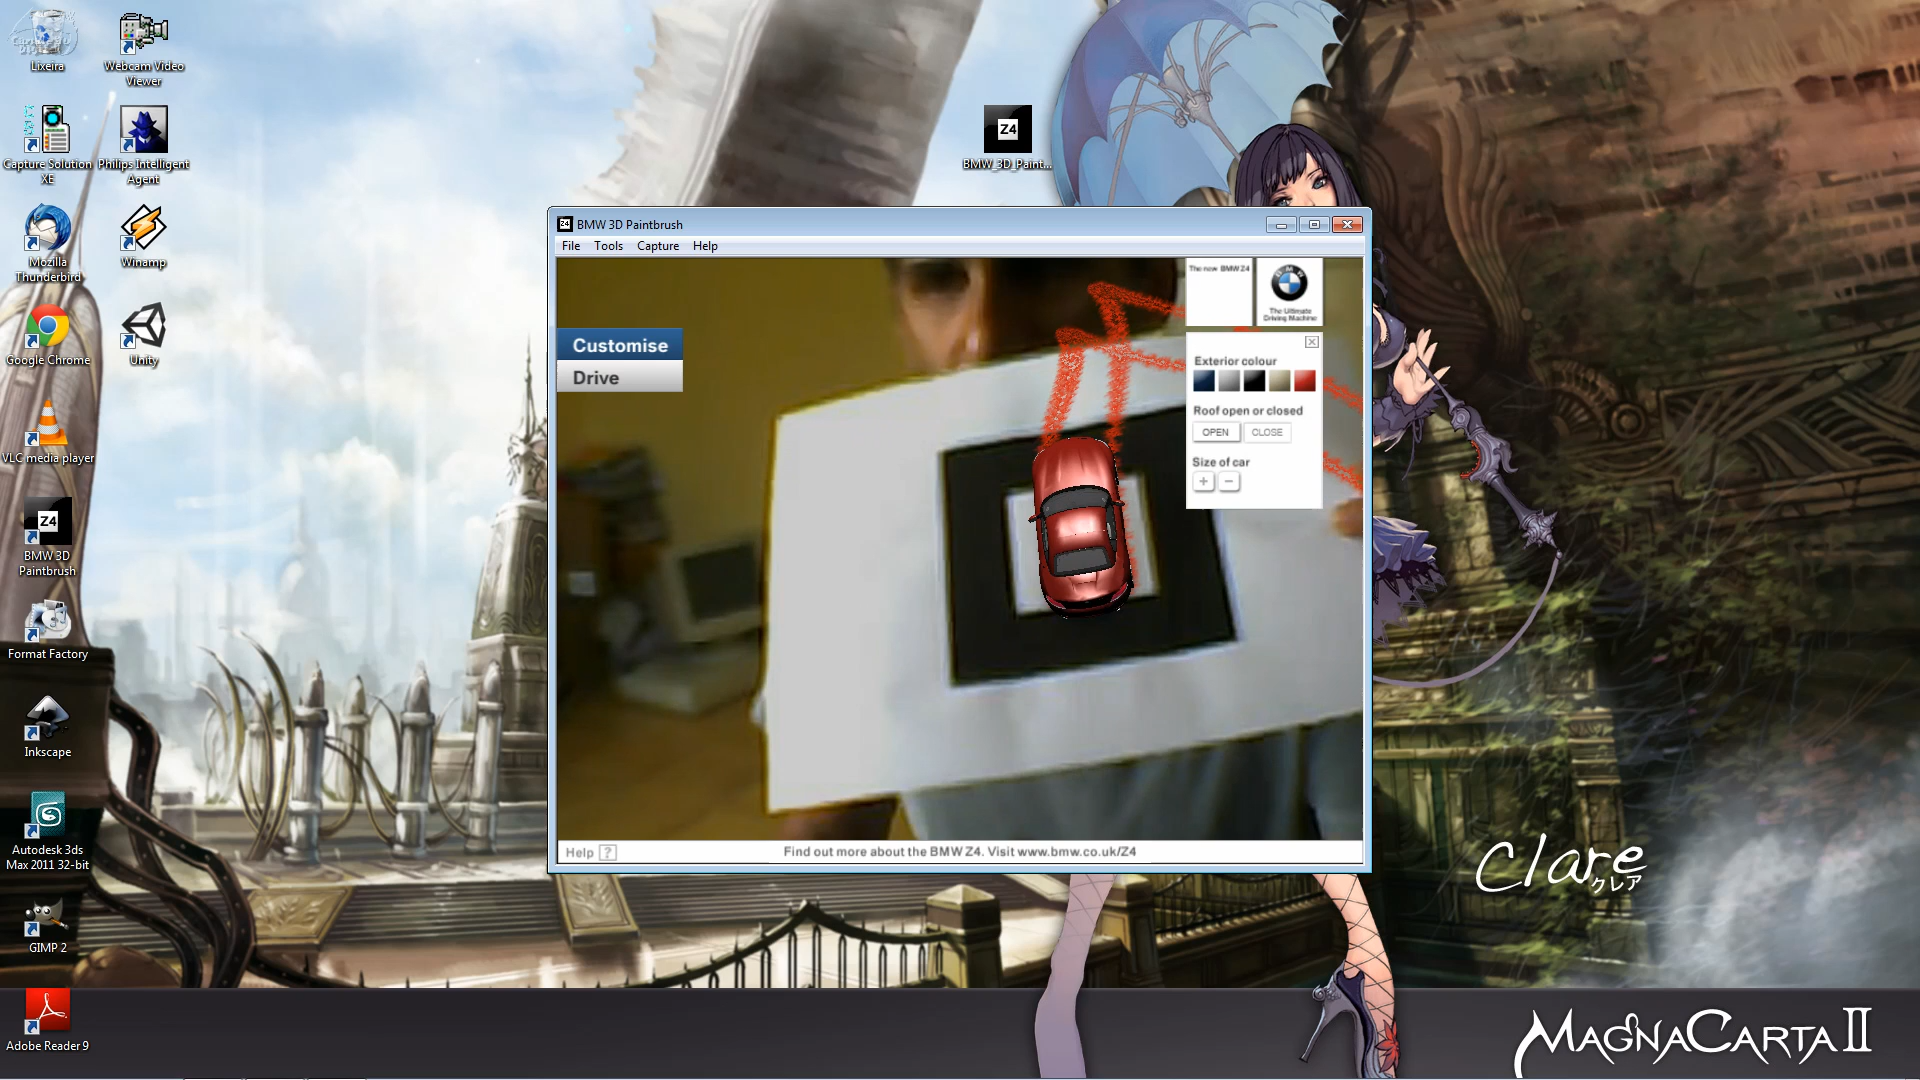 Lixeira
Webcam Video
Viewer
Capture Solution
XE
Philips Intelligent
Agent
Mozilla
Thunderbird
Winamp
Google Chrome
Unity
VLC media player
Z4
BMW 3D
Paintbrush
Format Factory
Inkscape
Autodesk 3ds
Max 2011 32-bit
GIMP 2
Adobe Reader 9
Z4
BMW_3D_Paint...
Z4 BMW 3D Paintbrush
File Tools Capture Help
The new BMW Z4
BMW
The Ultimate
Driving Machine
Customise
Drive
Exterior colour
Roof open or closed
OPEN CLOSE
Size of car
+ −
Help ?
Find out more about the BMW Z4. Visit www.bmw.co.uk/Z4
Clare
クレア
MAGNACARTA II